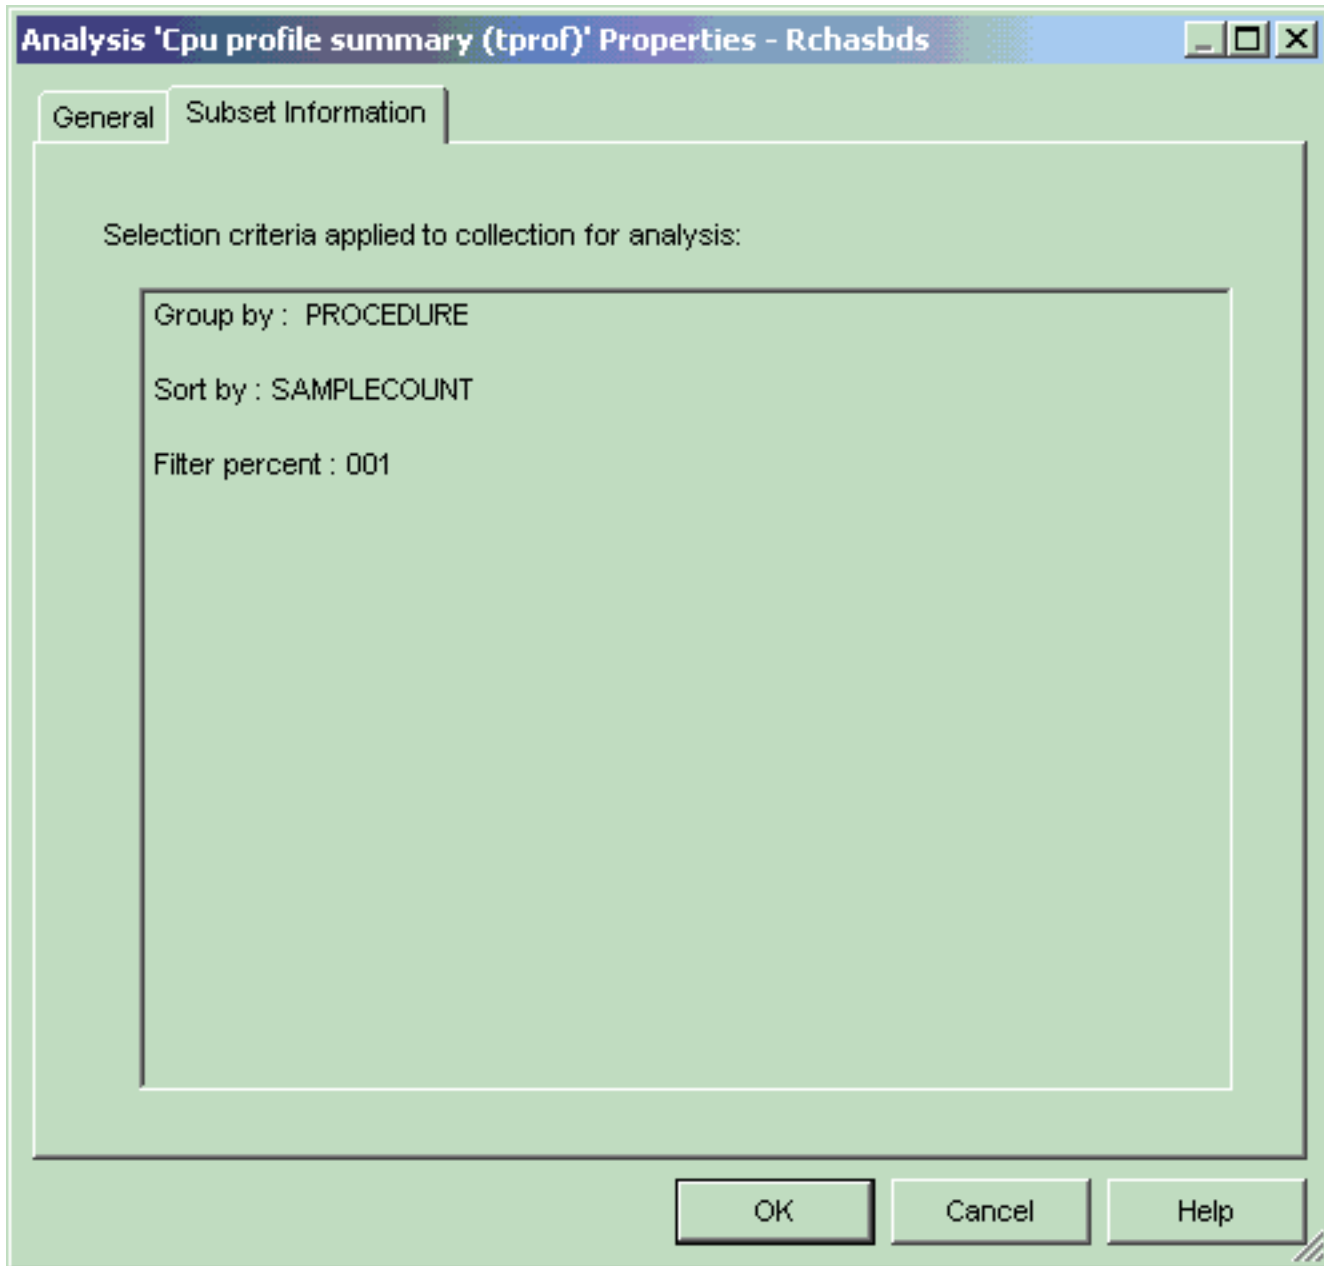 Analysis 'Cpu profile summary (tprof)' Properties - Rchasbds
General
Subset Information
Selection criteria applied to collection for analysis:
Group by :  PROCEDURE
Sort by : SAMPLECOUNT
Filter percent : 001
OK
Cancel
Help